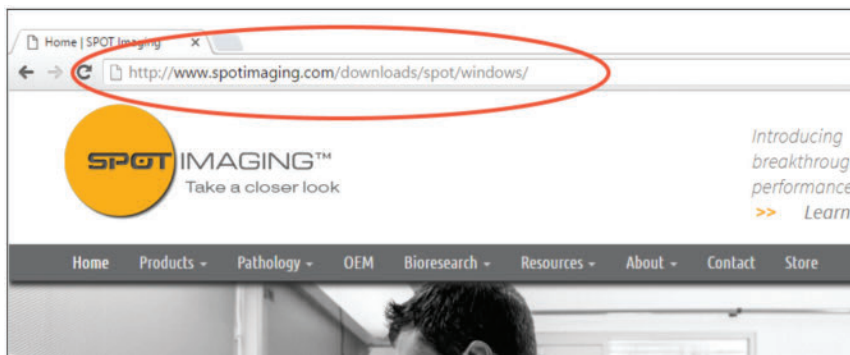 Home | SPOT Imaging
http://www.spotimaging.com/downloads/spot/windows/
SPOT IMAGING™
Take a closer look
Introducing
breakthroug
performance
>> Learn
Home Products Pathology OEM Bioresearch Resources About Contact Store